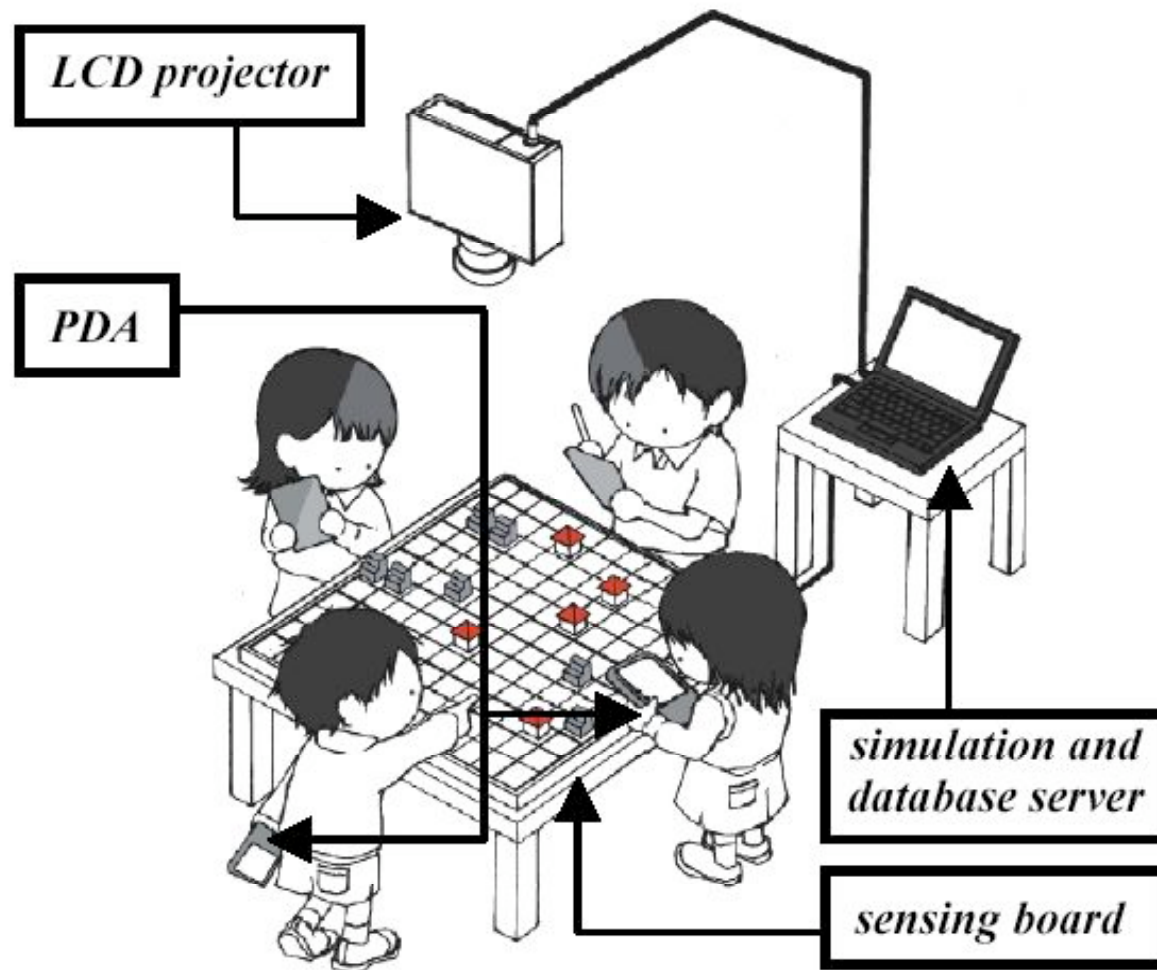 LCD projector
PDA
simulation and
database server
sensing board